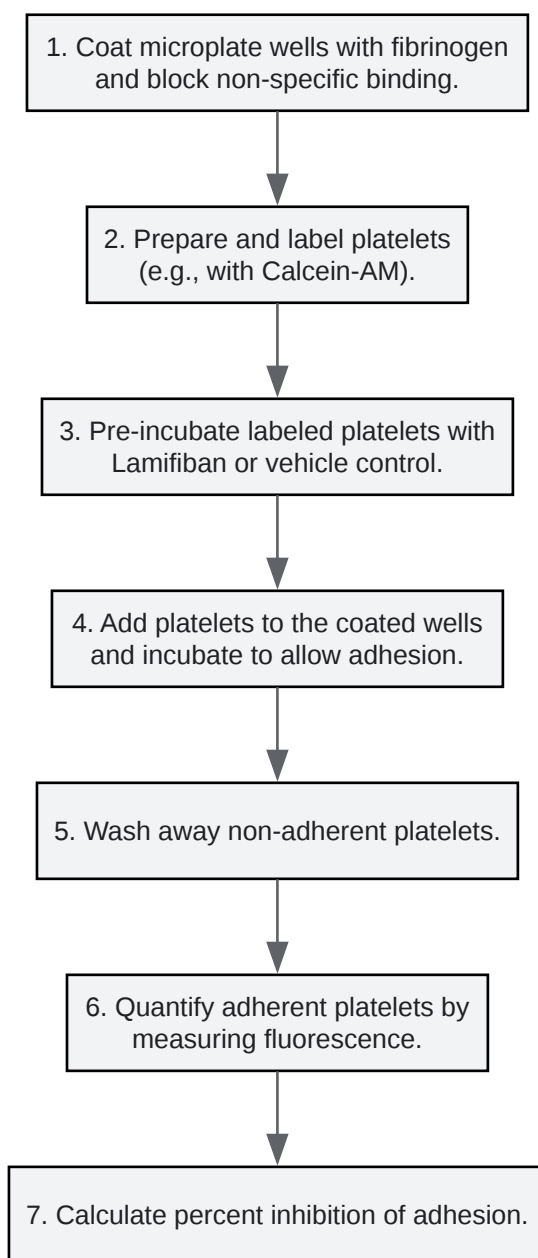 1. Coat microplate wells with fibrinogen
and block non-specific binding.
2. Prepare and label platelets
(e.g., with Calcein-AM).
3. Pre-incubate labeled platelets with
Lamifiban or vehicle control.
4. Add platelets to the coated wells
and incubate to allow adhesion.
5. Wash away non-adherent platelets.
6. Quantify adherent platelets by
measuring fluorescence.
7. Calculate percent inhibition of adhesion.